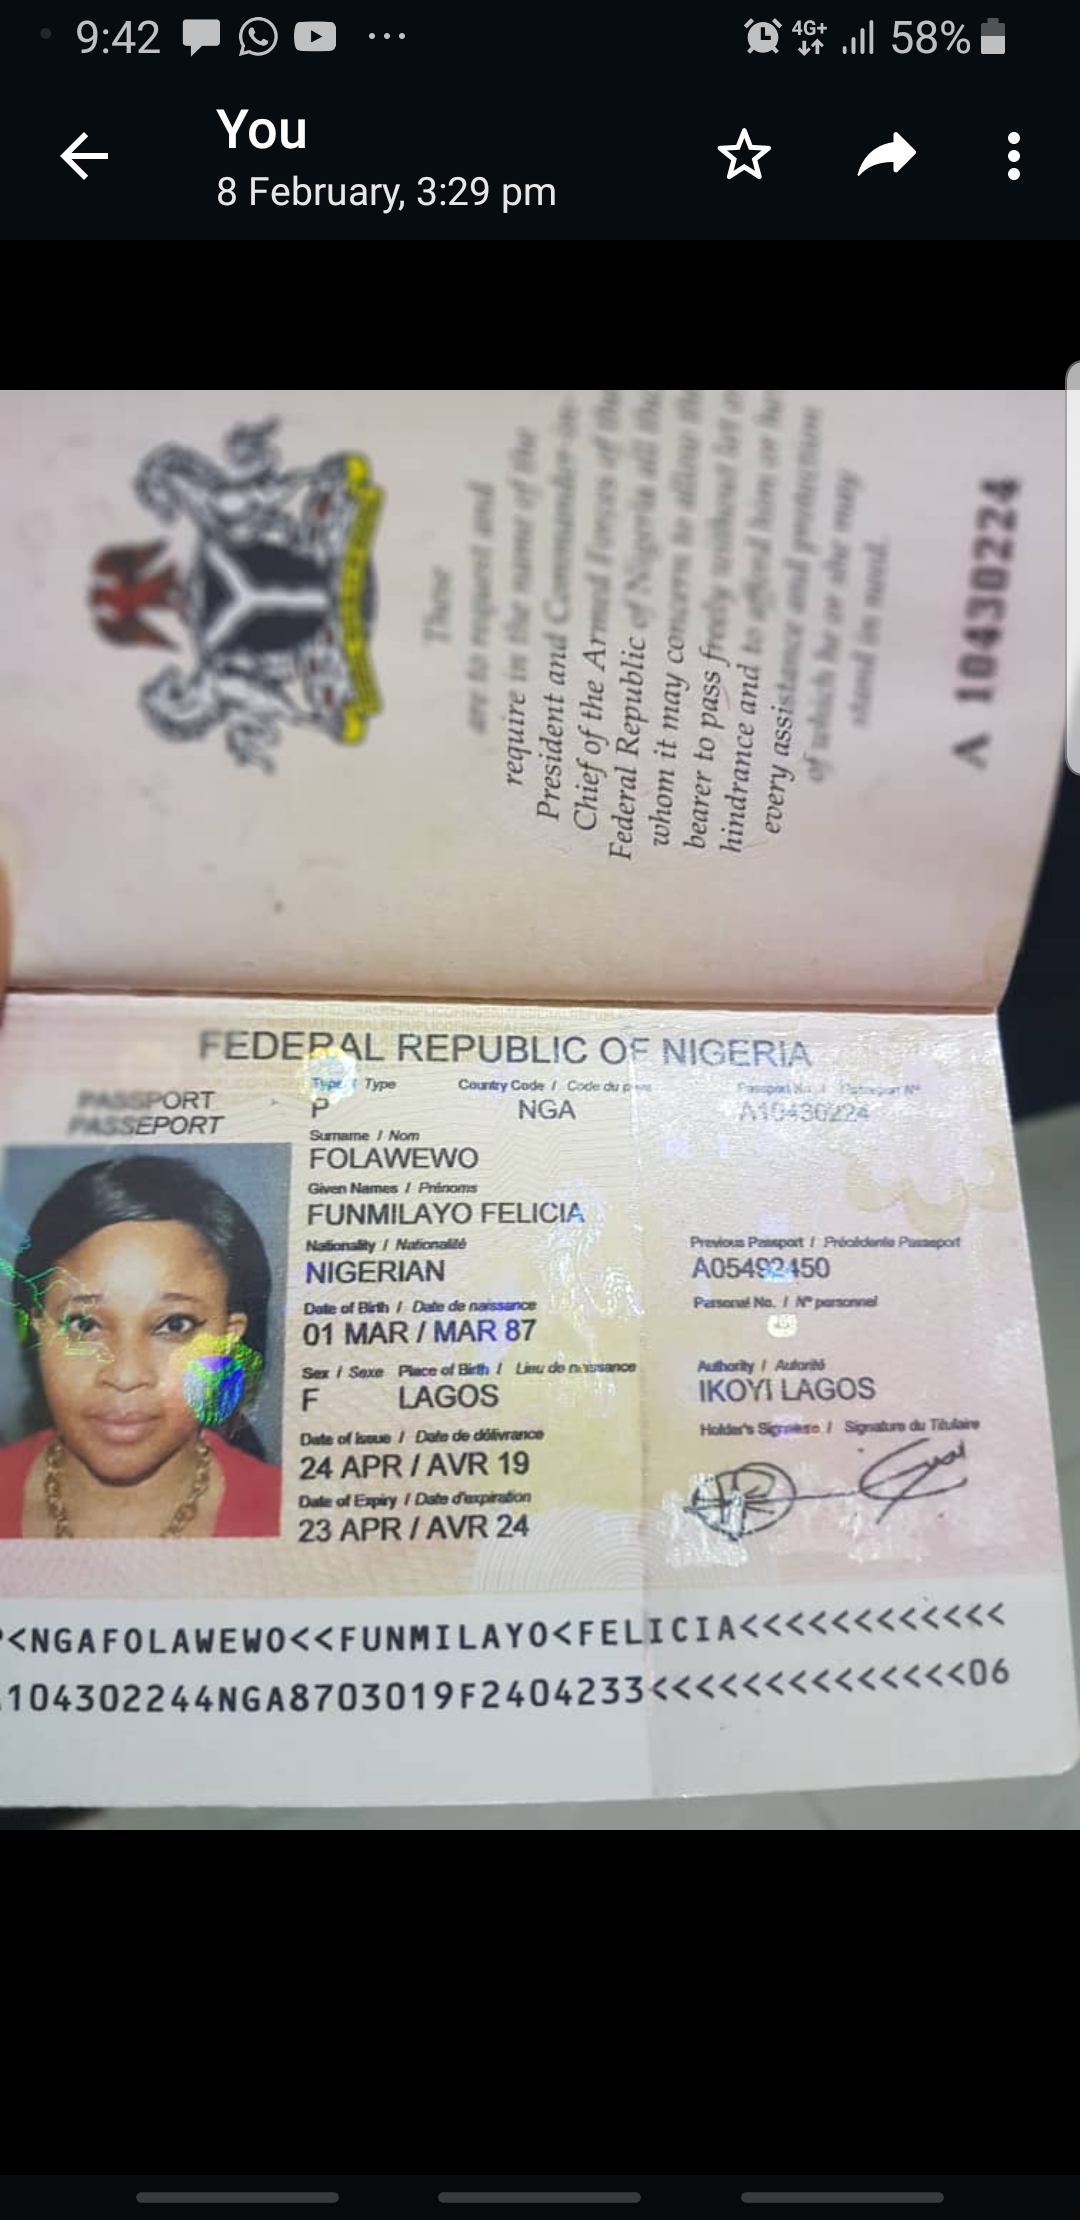 9:42
4G+
58%
You
8 February, 3:29 pm
These
are to request and
require in the name of the
President and Commander-in-
Chief of the Armed Forces of the
Federal Republic of Nigeria all
whom it may concern to allow the
bearer to pass freely without let or
hindrance and to afford him or her
every assistance and protection
of which he or she may
stand in need.
A 10430224
FEDERAL REPUBLIC OF NIGERIA
PASSPORT
PASSEPORT
Type / Type
P
Country Code / Code du pays
NGA
Passport No. / Passeport N°
A10430224
Surname / Nom
FOLAWEWO
Given Names / Prénoms
FUNMILAYO FELICIA
Nationality / Nationalité
NIGERIAN
Previous Passport / Précédente Passeport
A05492450
Date of Birth / Date de naissance
01 MAR / MAR 87
Personal No. / N° personnel
Sex / Sexe Place of Birth / Lieu de naissance
F LAGOS
Authority / Autorité
IKOYI LAGOS
Date of Issue / Date de délivrance
24 APR / AVR 19
Holder's Signature / Signature du Titulaire
Date of Expiry / Date d'expiration
23 APR / AVR 24
<NGAFOLAWEWO<<FUNMILAYO<FELICIA<<<<<<<<<<<<
104302244NGA8703019F2404233<<<<<<<<<<<<<<06